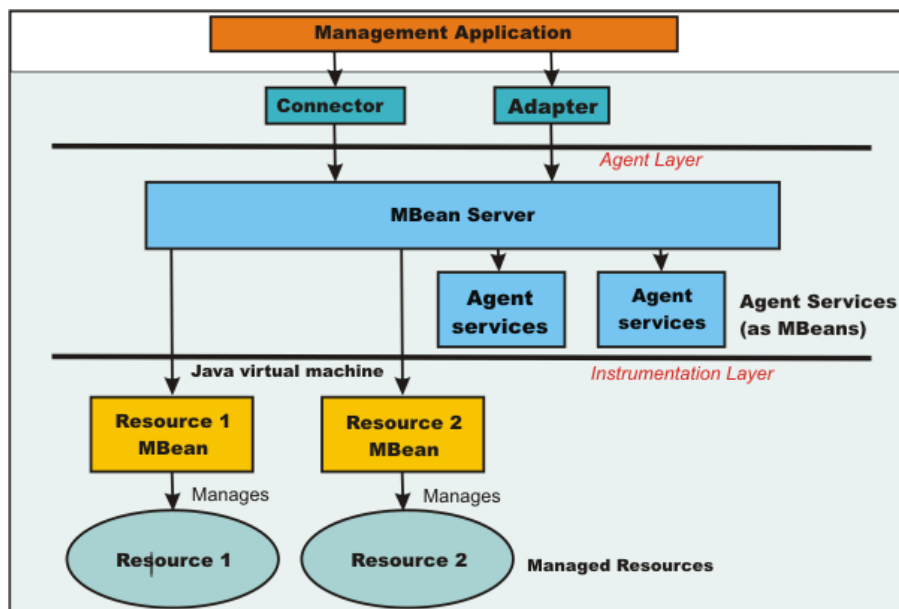 Management Application
Connector
Adapter
Agent Layer
MBean Server
Agent
services
Agent
services
Agent Services
(as MBeans)
Java virtual machine
Instrumentation Layer
Resource 1
MBean
Resource 2
MBean
Manages
Manages
Resource 1
Resource 2
Managed Resources